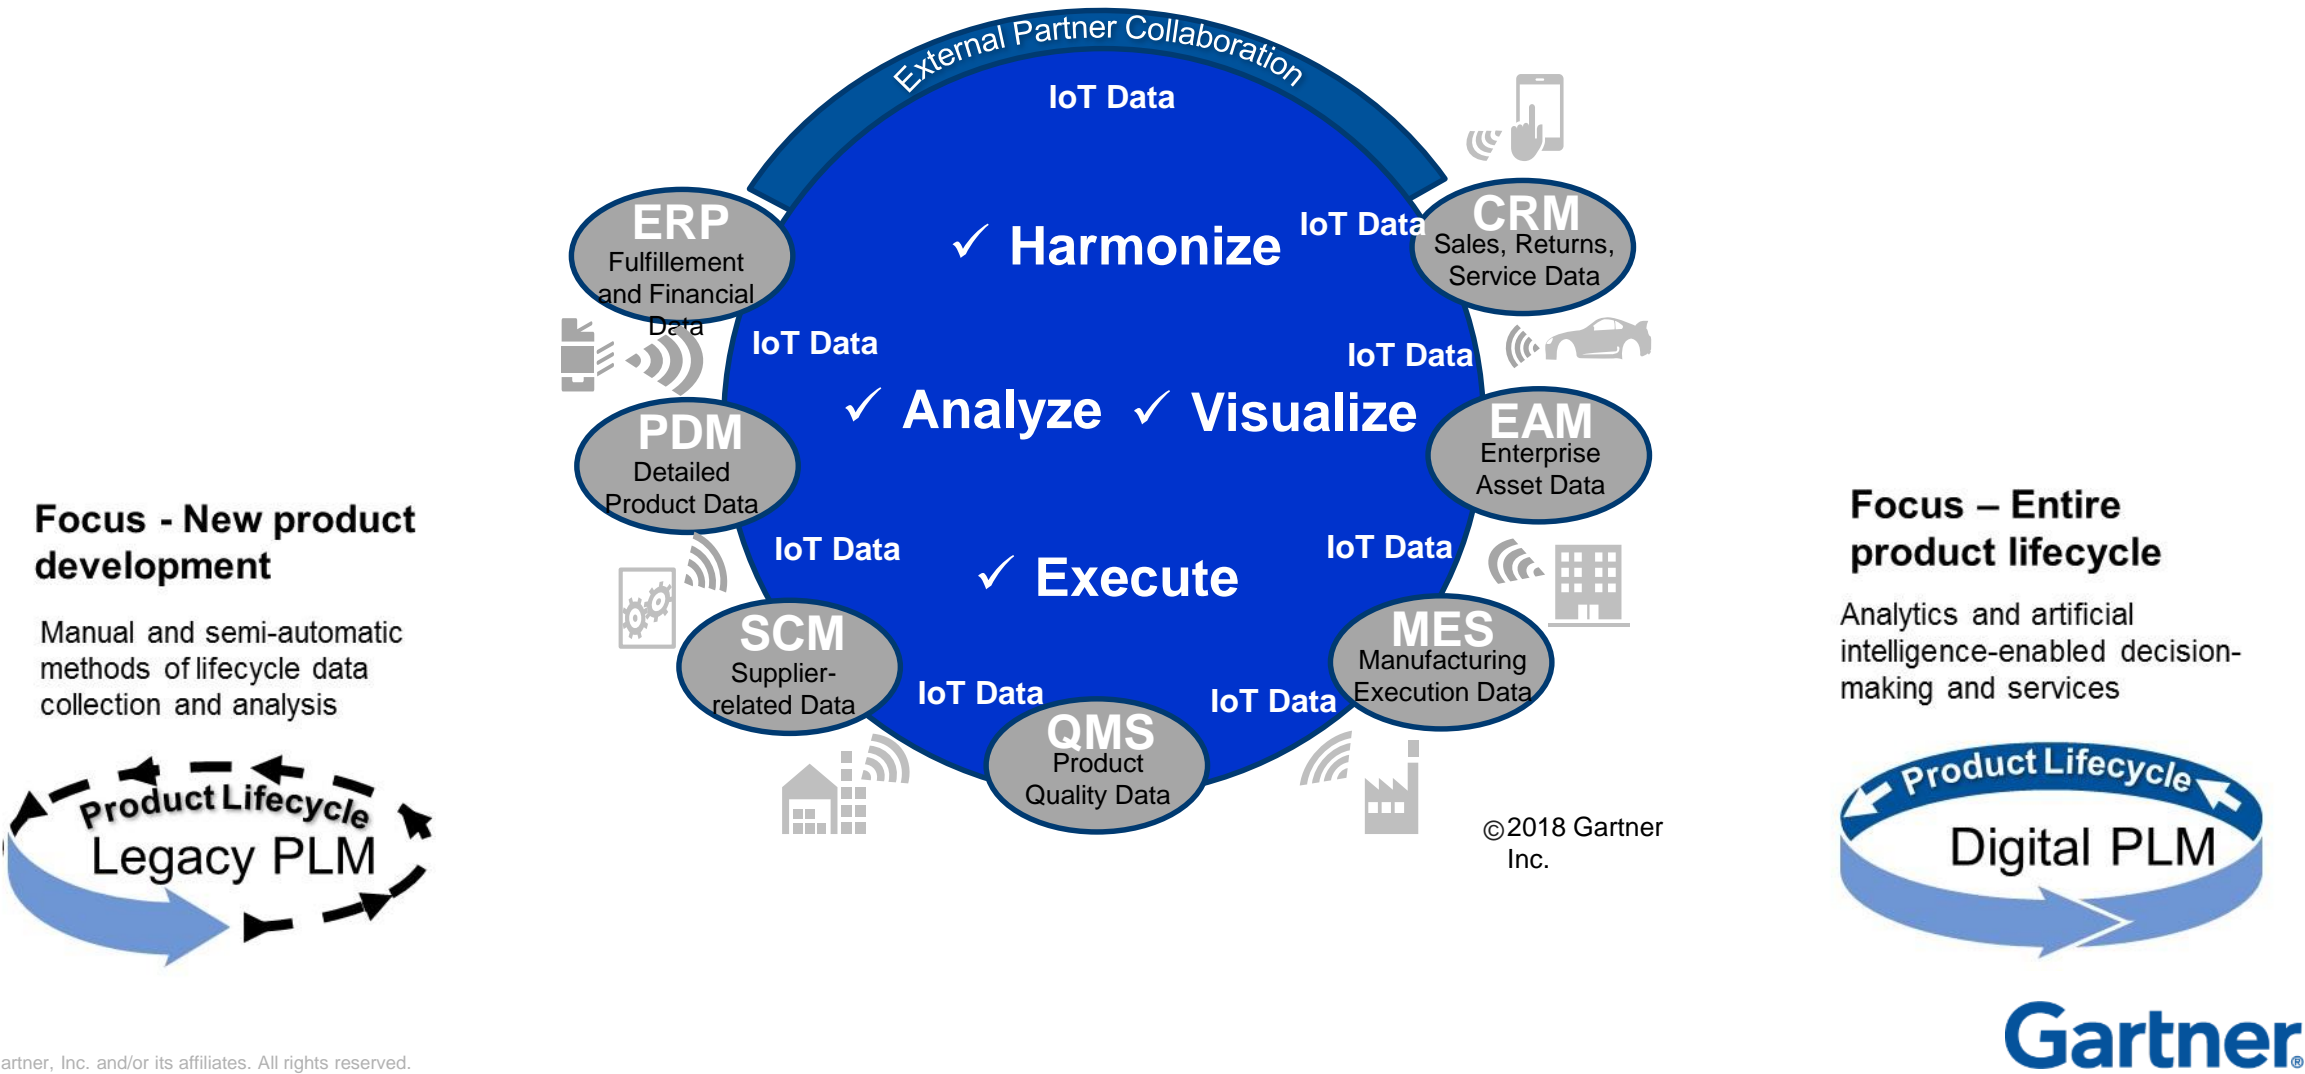 External Partner Collaboration
IoT Data
ERP
Fulfillement
and Financial
Data
CRM
Sales, Returns,
Service Data
IoT Data
✓ Harmonize
IoT Data
IoT Data
✓ Analyze
✓ Visualize
PDM
Detailed
Product Data
EAM
Enterprise
Asset Data
IoT Data
IoT Data
✓ Execute
SCM
Supplier-
related Data
MES
Manufacturing
Execution Data
IoT Data
IoT Data
QMS
Product
Quality Data
©2018 Gartner
Inc.
Focus - New product
development
Manual and semi-automatic
methods of lifecycle data
collection and analysis
Product Lifecycle
Legacy PLM
Focus – Entire
product lifecycle
Analytics and artificial
intelligence-enabled decision-
making and services
Product Lifecycle
Digital PLM
artner, Inc. and/or its affiliates. All rights reserved.
Gartner®